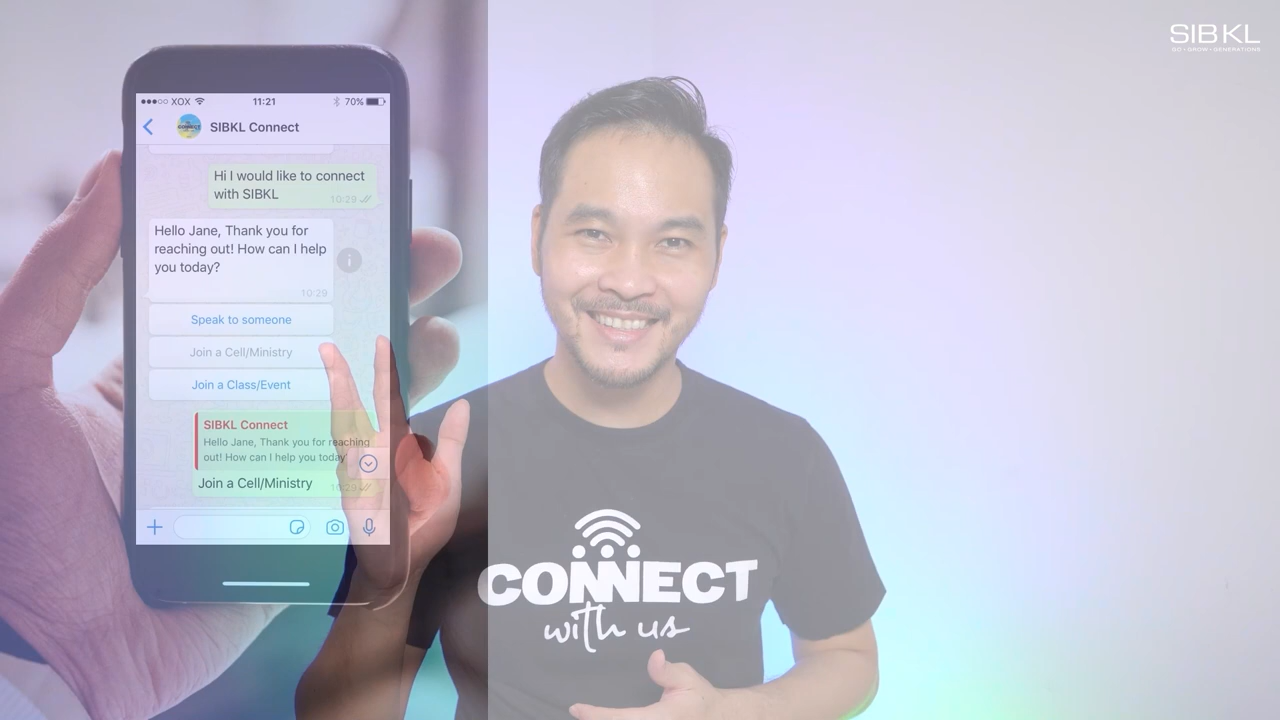 XOX 11:21 70%
SIBKL Connect
Hi I would like to connect
with SIBKL
10:29
Hello Jane, Thank you for
reaching out! How can I help
you today?
10:29
Speak to someone
Join a Cell/Ministry
Join a Class/Event
SIBKL Connect
Hello Jane, Thank you for reaching
out! How can I help you today
Join a Cell/Ministry 10:29
CONNECT
with us
SIBKL
GO • GROW • GENERATIONS